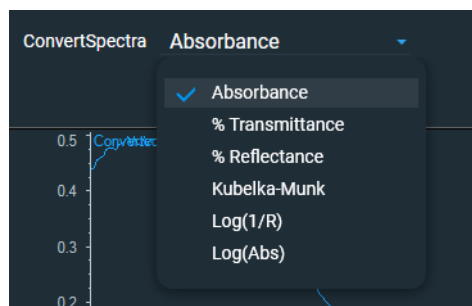 ConvertSpectra Absorbance
Absorbance
% Transmittance
% Reflectance
Kubelka-Munk
Log(1/R)
Log(Abs)
0.5
0.4
0.3
0.2